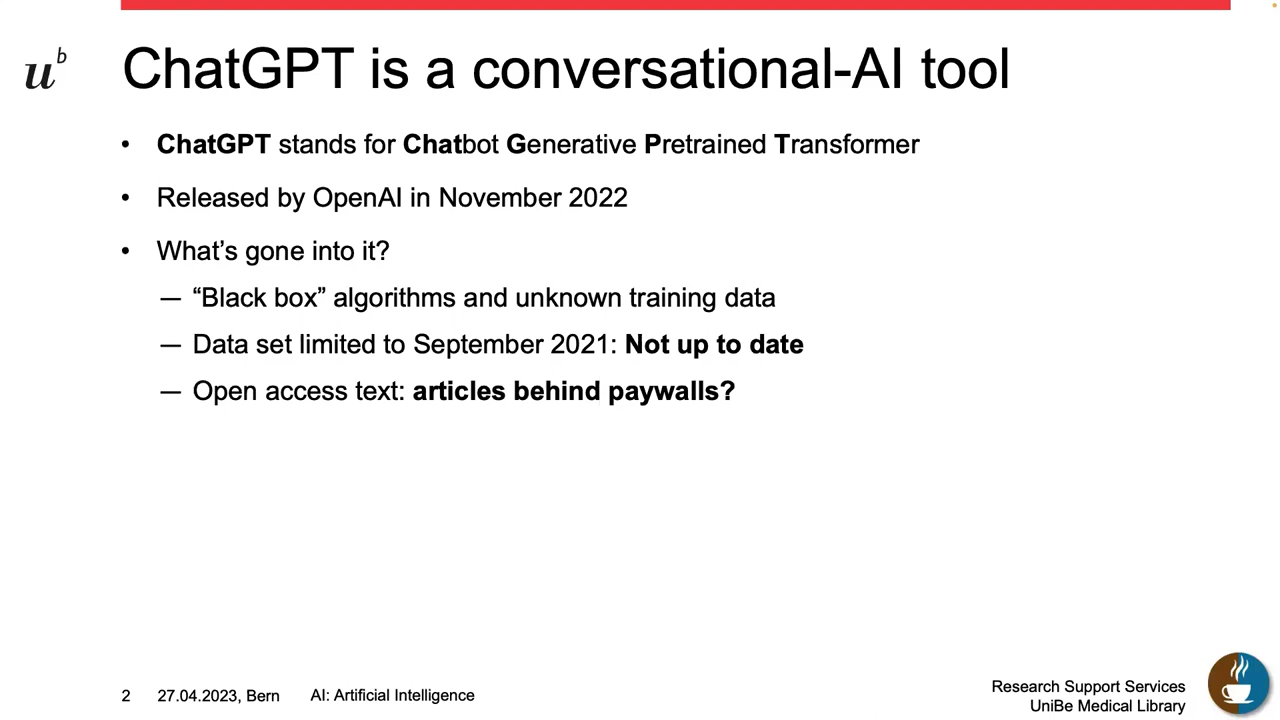 u b
ChatGPT is a conversational-AI tool
• ChatGPT stands for Chatbot Generative Pretrained Transformer
• Released by OpenAI in November 2022
• What’s gone into it?
— “Black box” algorithms and unknown training data
— Data set limited to September 2021: Not up to date
— Open access text: articles behind paywalls?
2 27.04.2023, Bern AI: Artificial Intelligence
Research Support Services
UniBe Medical Library